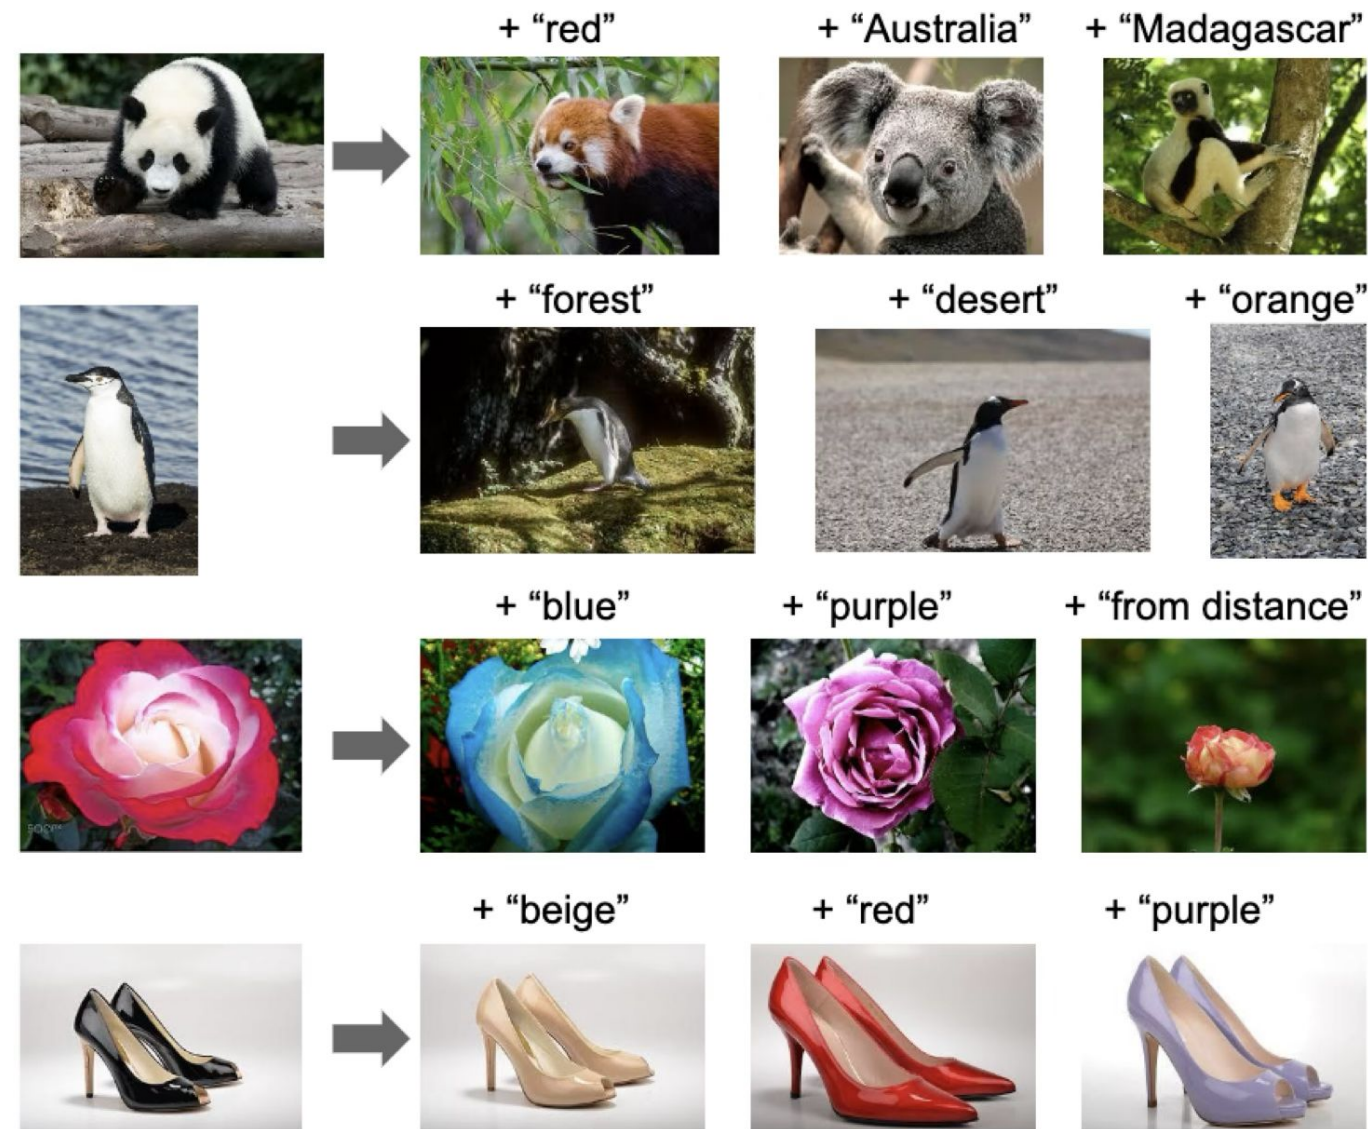 + “red”
+ “Australia”
+ “Madagascar”
+ “forest”
+ “desert”
+ “orange”
+ “blue”
+ “purple”
+ “from distance”
+ “beige”
+ “red”
+ “purple”